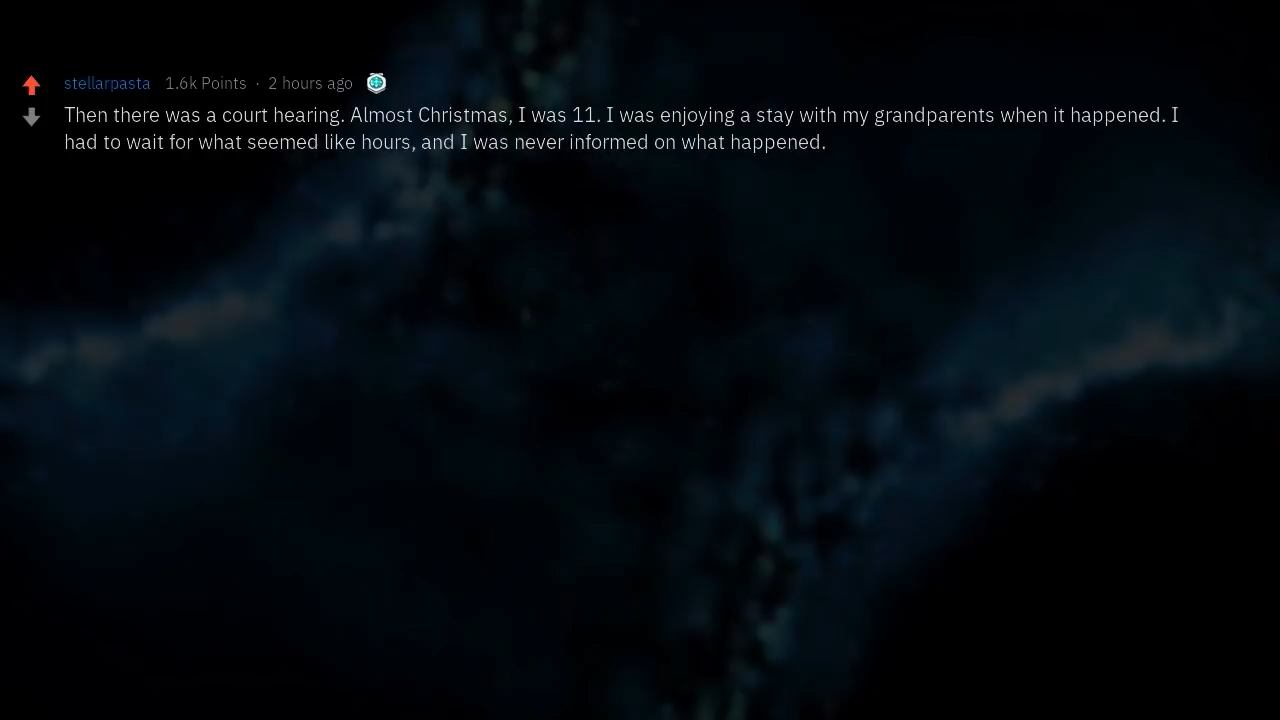 stellarpasta 1.6k Points · 2 hours ago
Then there was a court hearing. Almost Christmas, I was 11. I was enjoying a stay with my grandparents when it happened. I
had to wait for what seemed like hours, and I was never informed on what happened.